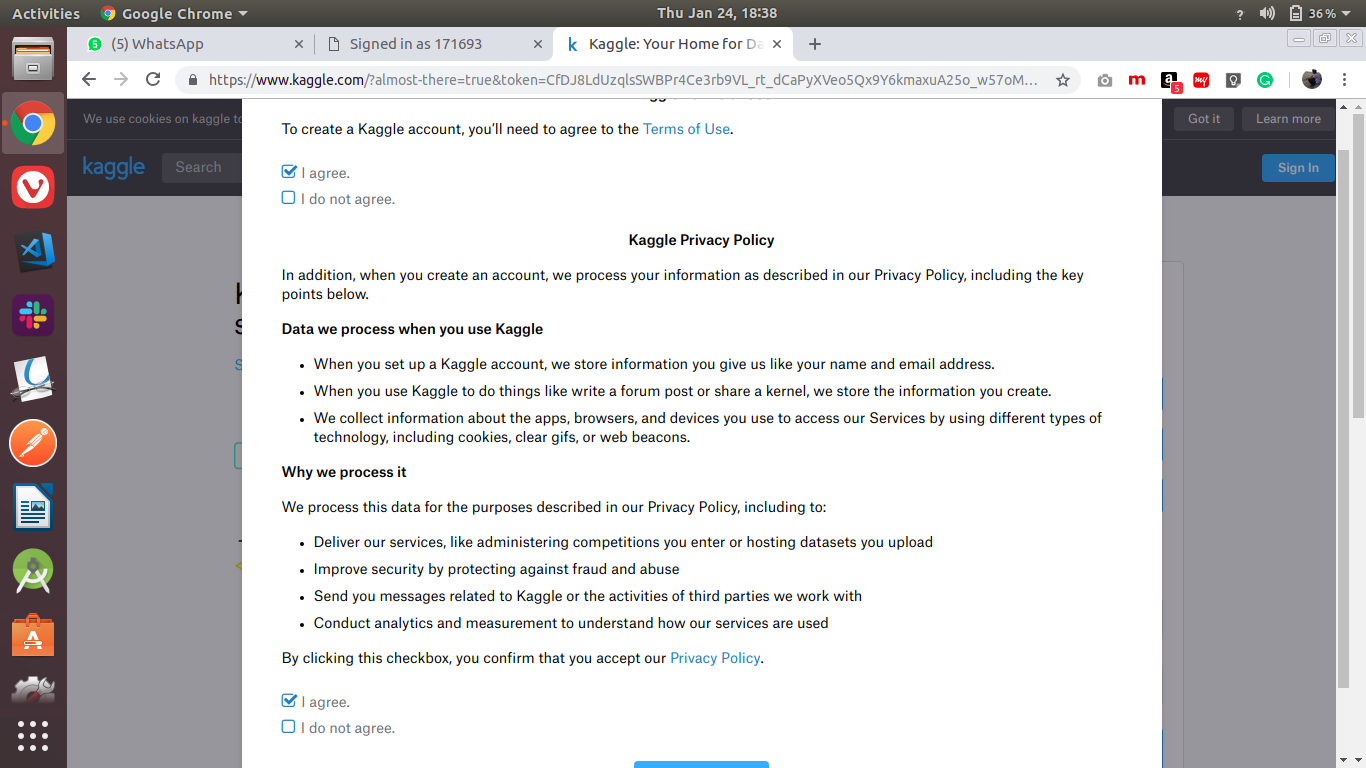 Activities
Google Chrome
Thu Jan 24, 18:38
?
36%
(5) WhatsApp
Signed in as 171693
Kaggle: Your Home for Da
https://www.kaggle.com/?almost-there=true&token=CfDJ8LdUzqlsSWBPr4Ce3rb9VL_rt_dCaPyXVeo5Qx9Y6kmaxuA25o_w57oM...
5
We use cookies on kaggle to
Got it
Learn more
kaggle
Search
Sign In
To create a Kaggle account, you'll need to agree to the Terms of Use.
I agree.
I do not agree.
Kaggle Privacy Policy
In addition, when you create an account, we process your information as described in our Privacy Policy, including the key
points below.
Data we process when you use Kaggle
• When you set up a Kaggle account, we store information you give us like your name and email address.
• When you use Kaggle to do things like write a forum post or share a kernel, we store the information you create.
• We collect information about the apps, browsers, and devices you use to access our Services by using different types of
technology, including cookies, clear gifs, or web beacons.
Why we process it
We process this data for the purposes described in our Privacy Policy, including to:
• Deliver our services, like administering competitions you enter or hosting datasets you upload
• Improve security by protecting against fraud and abuse
• Send you messages related to Kaggle or the activities of third parties we work with
• Conduct analytics and measurement to understand how our services are used
By clicking this checkbox, you confirm that you accept our Privacy Policy.
I agree.
I do not agree.